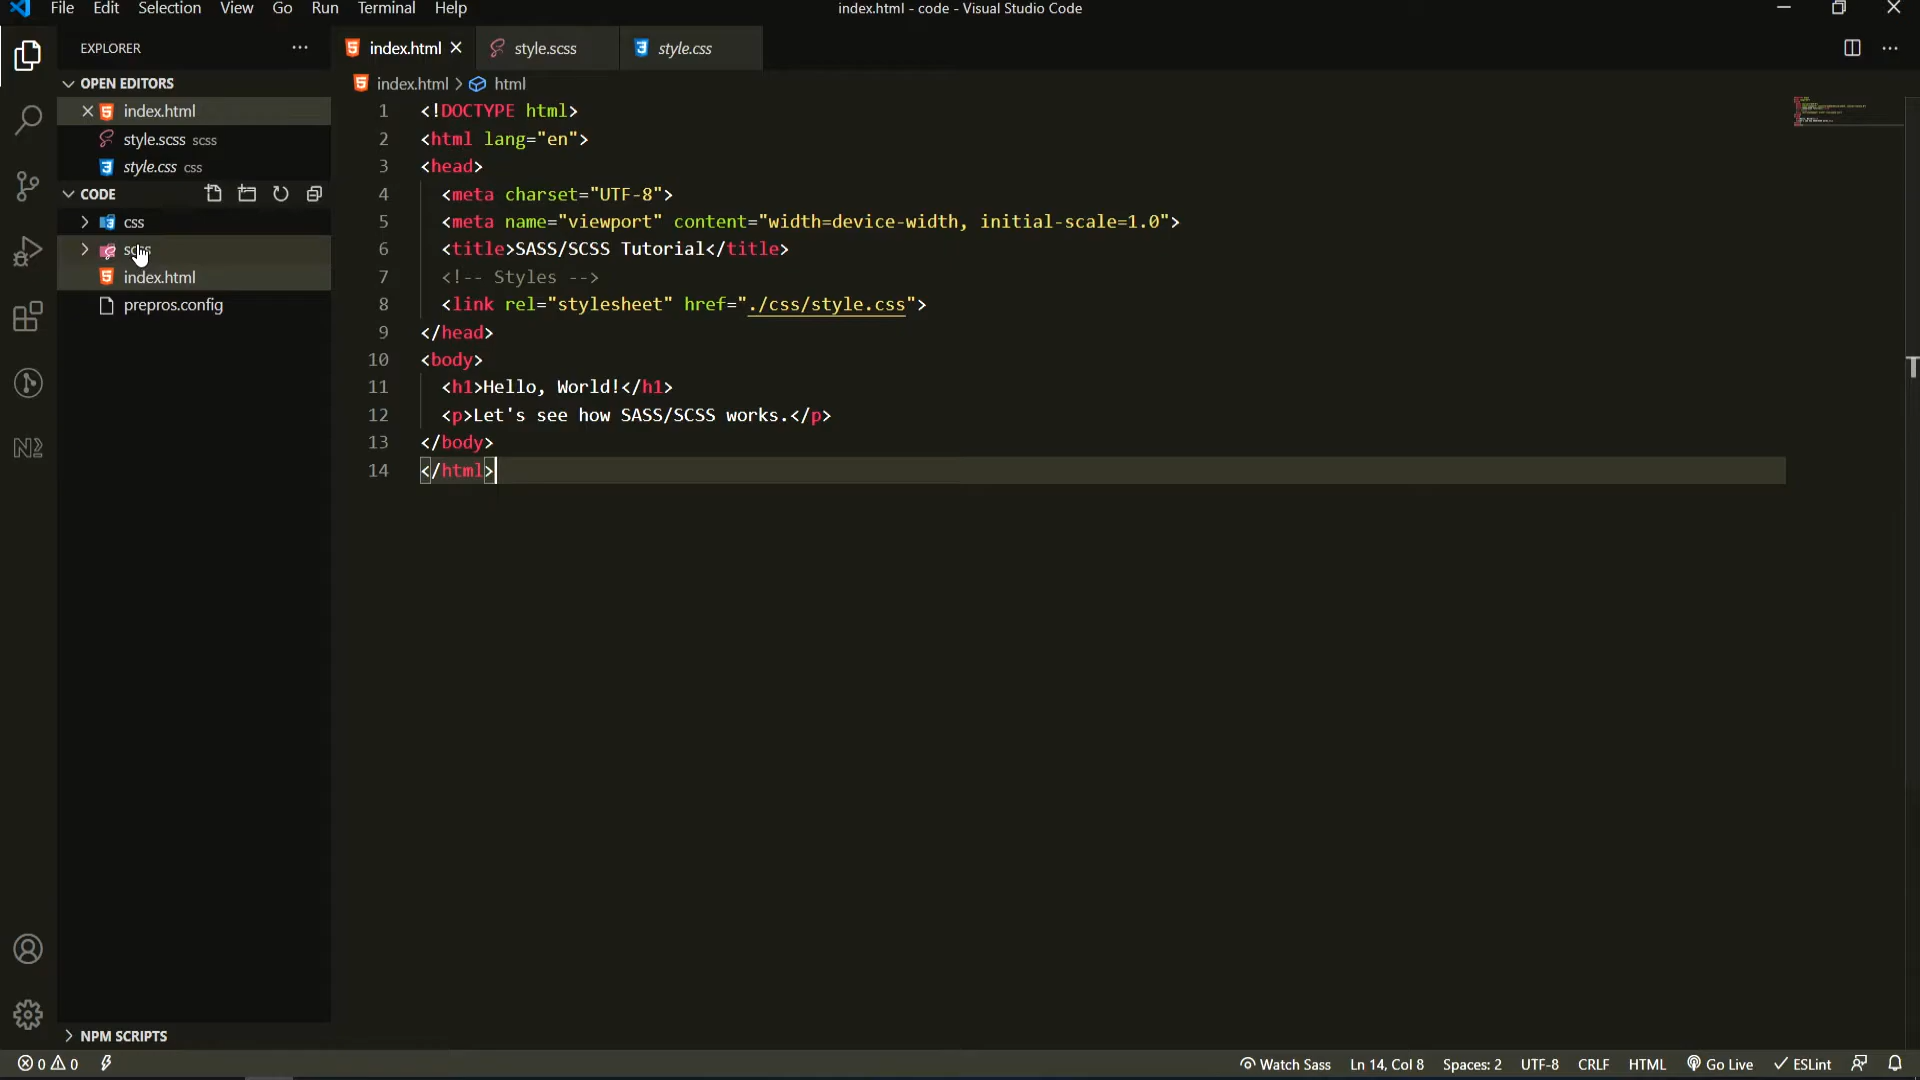 File Edit Selection View Go Run Terminal Help
index.html - code - Visual Studio Code
EXPLORER
OPEN EDITORS
index.html
style.scss scss
style.css css
CODE
css
scss
index.html
prepros.config
NPM SCRIPTS
index.html style.scss style.css
index.html > html
1 <!DOCTYPE html>
2 <html lang="en">
3 <head>
4 <meta charset="UTF-8">
5 <meta name="viewport" content="width=device-width, initial-scale=1.0">
6 <title>SASS/SCSS Tutorial</title>
7 <!-- Styles -->
8 <link rel="stylesheet" href="./css/style.css">
9 </head>
10 <body>
11 <h1>Hello, World!</h1>
12 <p>Let's see how SASS/SCSS works.</p>
13 </body>
14 </html>
0 0 Watch Sass Ln 14, Col 8 Spaces: 2 UTF-8 CRLF HTML Go Live ESLint